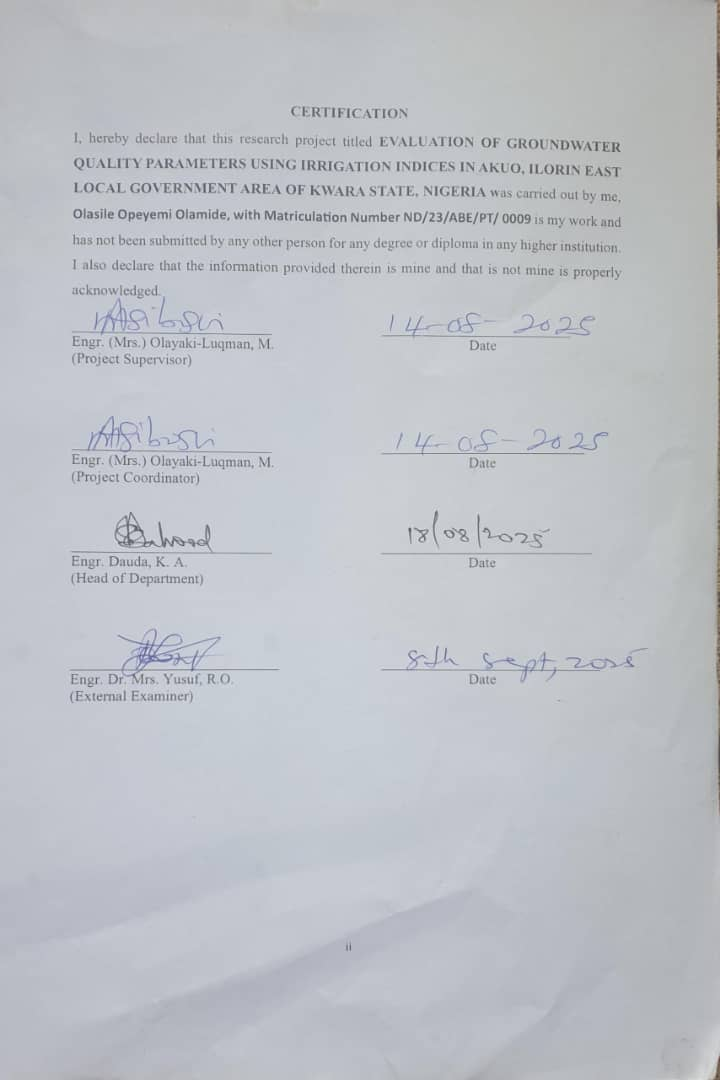 CERTIFICATION
I, hereby declare that this research project titled EVALUATION OF GROUNDWATER
QUALITY PARAMETERS USING IRRIGATION INDICES IN AKUO, ILORIN EAST
LOCAL GOVERNMENT AREA OF KWARA STATE, NIGERIA was carried out by me,
Olasile Opeyemi Olamide, with Matriculation Number ND/23/ABE/PT/ 0009 is my work and
has not been submitted by any other person for any degree or diploma in any higher institution.
I also declare that the information provided therein is mine and that is not mine is properly
acknowledged.
14-08-2025
Engr. (Mrs.) Olayaki-Luqman, M. Date
(Project Supervisor)
14-08-2025
Engr. (Mrs.) Olayaki-Luqman, M. Date
(Project Coordinator)
18/08/2025
Engr. Dauda, K. A. Date
(Head of Department)
8th Sept, 2025
Engr. Dr. Mrs. Yusuf, R.O. Date
(External Examiner)
ii